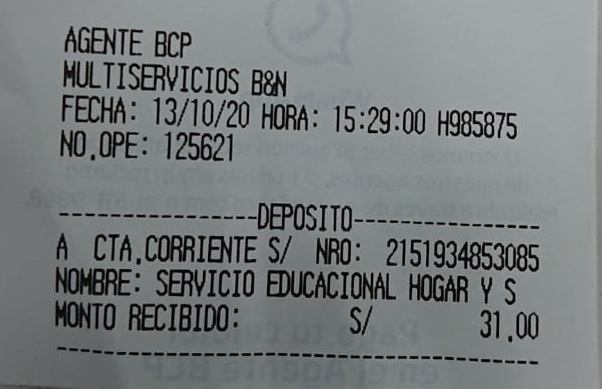 AGENTE BCP
MULTISERVICIOS B&N
FECHA: 13/10/20 HORA: 15:29:00 H985875
NO.OPE: 125621
-----------------DEPOSITO----------------
A CTA.CORRIENTE S/ NRO: 2151934853085
NOMBRE: SERVICIO EDUCACIONAL HOGAR Y S
MONTO RECIBIDO: S/ 31.00
-----------------------------------------